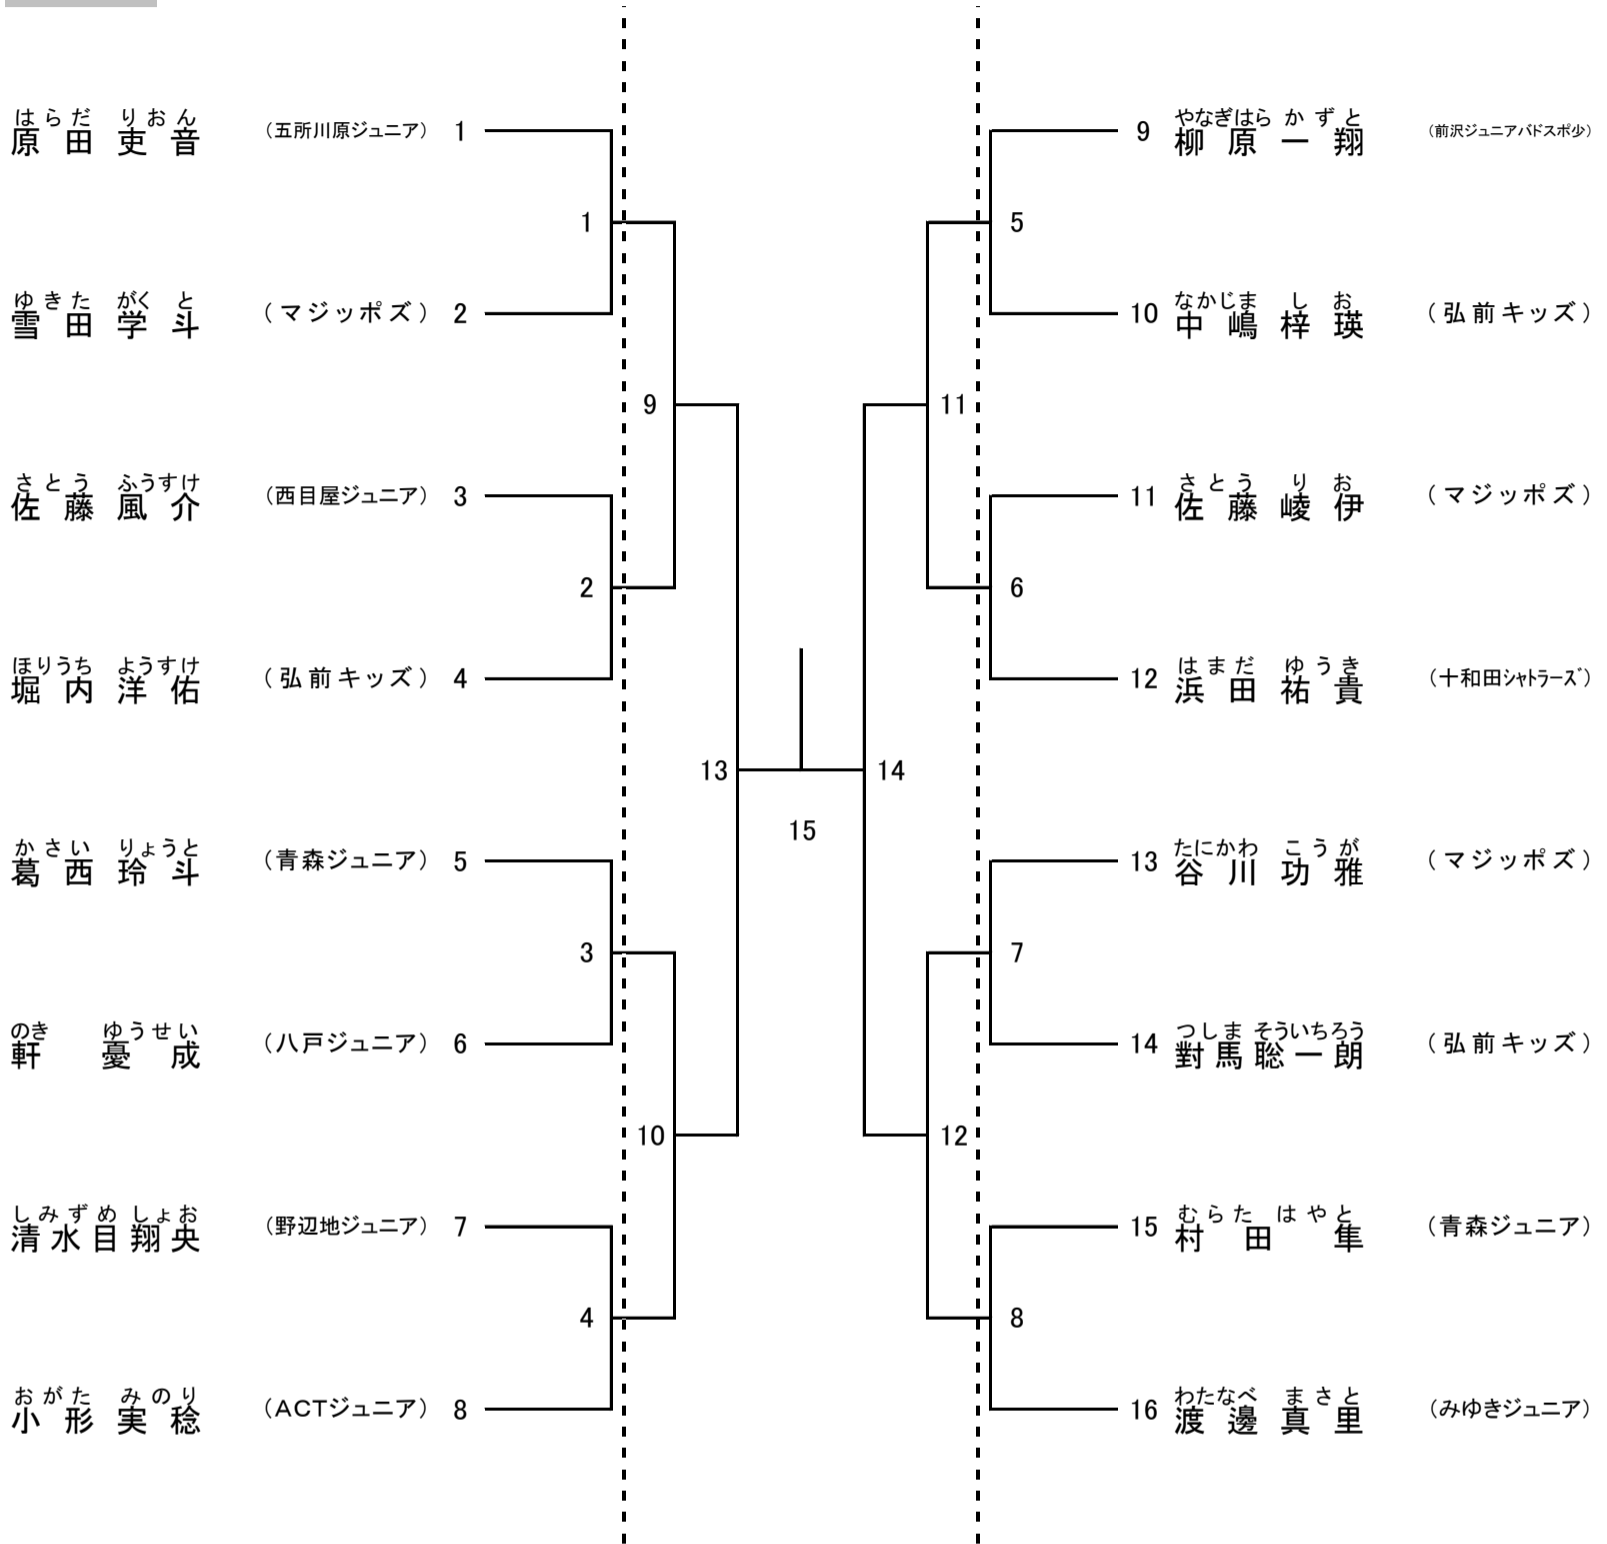 はらだ りおん
原田吏音 （五所川原ジュニア） 1
1
ゆきた がくと
雪田学斗 （マジッポズ） 2
9
さとう ふうすけ
佐藤風介 （西目屋ジュニア） 3
2
ほりうち ようすけ
堀内洋佑 （弘前キッズ） 4
13
かさい りょうと
葛西玲斗 （青森ジュニア） 5
3
のき ゆうせい
軒憂成 （八戸ジュニア） 6
10
しみずめ しょお
清水目翔央 （野辺地ジュニア） 7
4
おがた みのり
小形実稔 （ACTジュニア） 8
15
やなぎはら かずと
9 柳原一翔 （前沢ジュニアバドスポ少）
5
なかじま しお
10 中嶋梓瑛 （弘前キッズ）
11
さとう りお
11 佐藤崚伊 （マジッポズ）
6
はまだ ゆうき
12 浜田祐貴 （十和田ｼｬﾄﾗｰｽﾞ）
14
たにかわ こうが
13 谷川功雅 （マジッポズ）
7
つしま そういちろう
14 對馬聡一朗 （弘前キッズ）
12
むらた はやと
15 村田隼 （青森ジュニア）
8
わたなべ まさと
16 渡邊真里 （みゆきジュニア）